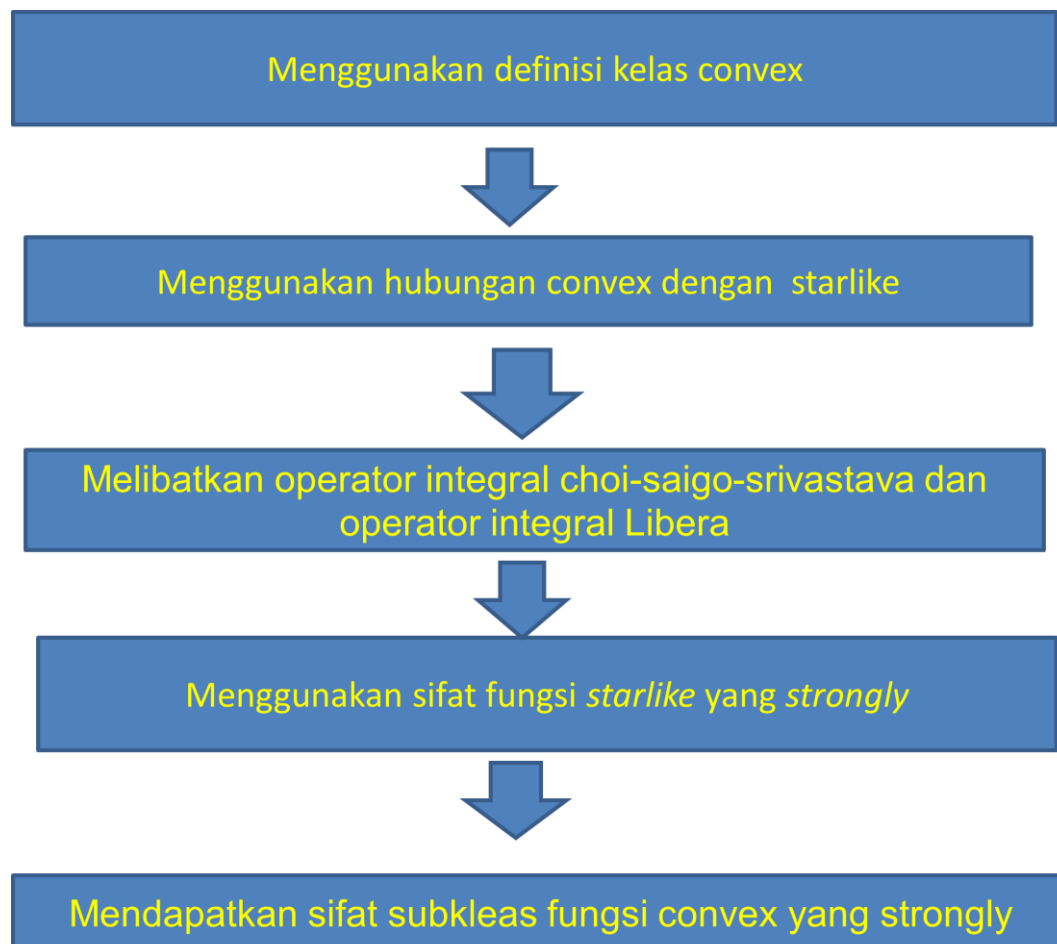 Menggunakan definisi kelas convex
Menggunakan hubungan convex dengan starlike
Melibatkan operator integral choi-saigo-srivastava dan
operator integral Libera
Menggunakan sifat fungsi starlike yang strongly
Mendapatkan sifat subkleas fungsi convex yang strongly